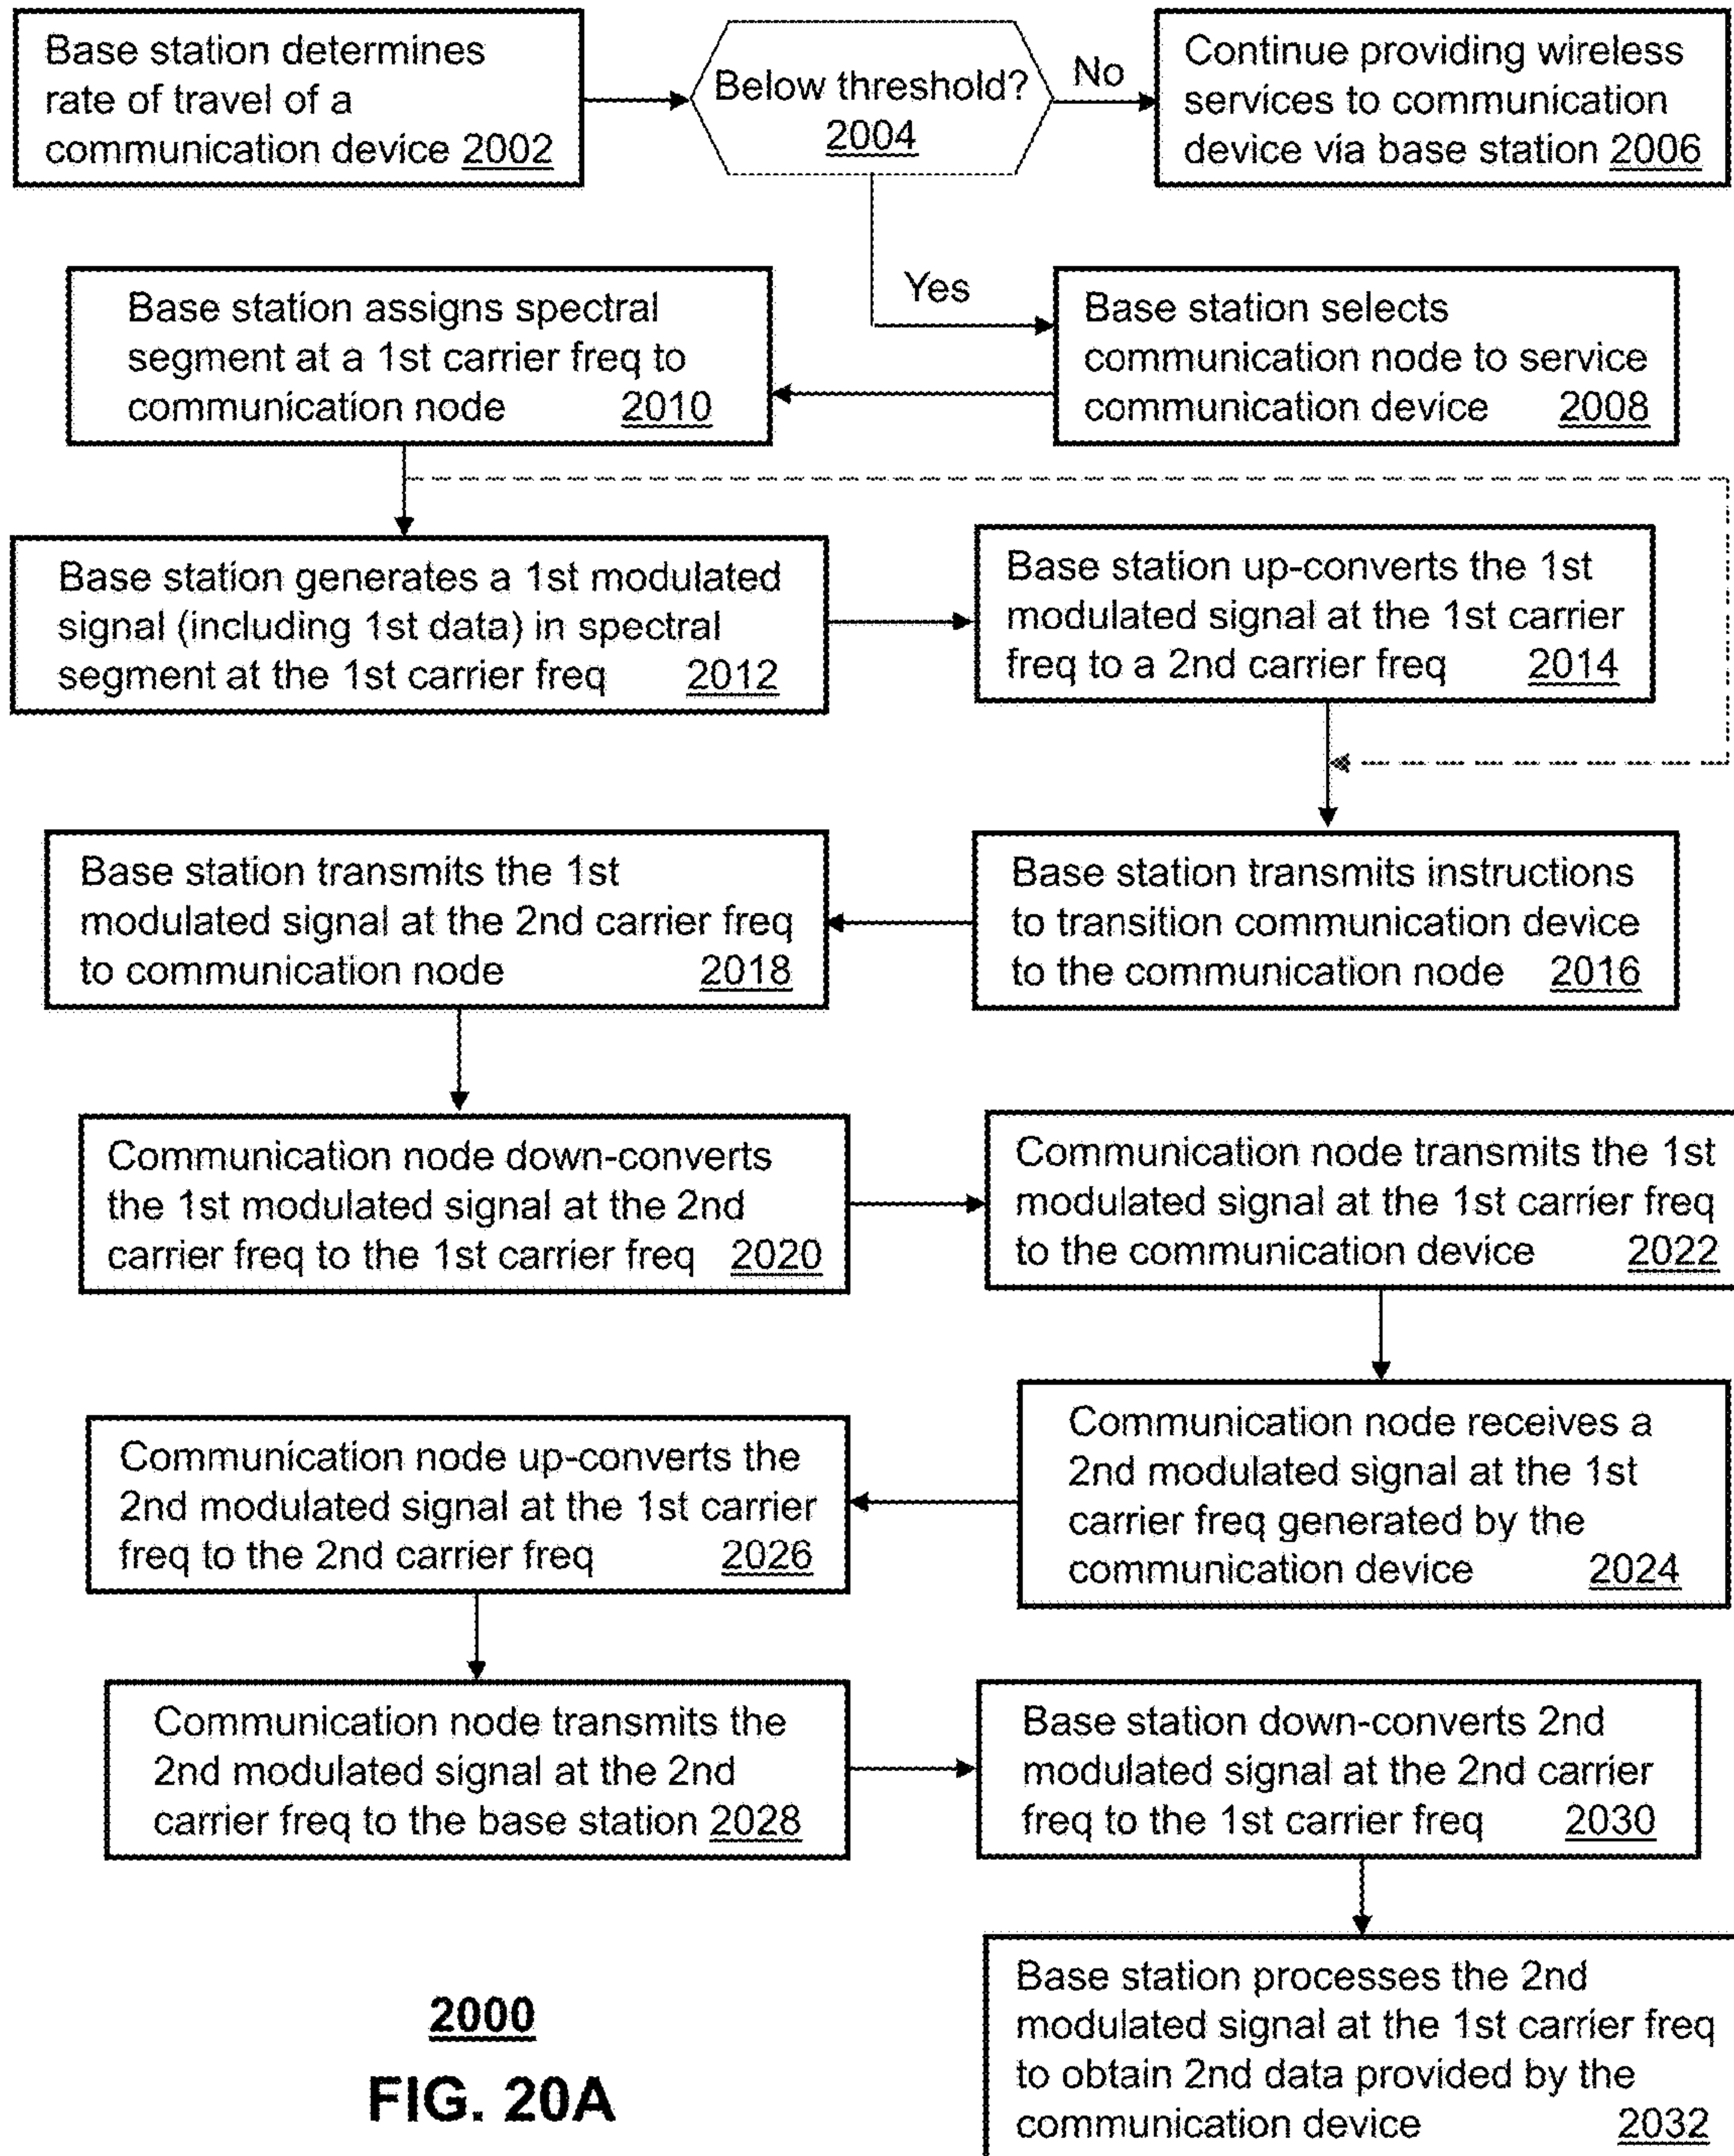 Base station determines
rate of travel of a
communication device 2002
Below threshold?
2004
No
Continue providing wireless
services to communication
device via base station 2006
Yes
Base station selects
communication node to service
communication device 2008
Base station assigns spectral
segment at a 1st carrier freq to
communication node 2010
Base station generates a 1st modulated
signal (including 1st data) in spectral
segment at the 1st carrier freq 2012
Base station up-converts the 1st
modulated signal at the 1st carrier
freq to a 2nd carrier freq 2014
Base station transmits instructions
to transition communication device
to the communication node 2016
Base station transmits the 1st
modulated signal at the 2nd carrier freq
to communication node 2018
Communication node down-converts
the 1st modulated signal at the 2nd
carrier freq to the 1st carrier freq 2020
Communication node transmits the 1st
modulated signal at the 1st carrier freq
to the communication device 2022
Communication node receives a
2nd modulated signal at the 1st
carrier freq generated by the
communication device 2024
Communication node up-converts the
2nd modulated signal at the 1st carrier
freq to the 2nd carrier freq 2026
Communication node transmits the
2nd modulated signal at the 2nd
carrier freq to the base station 2028
Base station down-converts 2nd
modulated signal at the 2nd carrier
freq to the 1st carrier freq 2030
Base station processes the 2nd
modulated signal at the 1st carrier freq
to obtain 2nd data provided by the
communication device 2032
2000
FIG. 20A